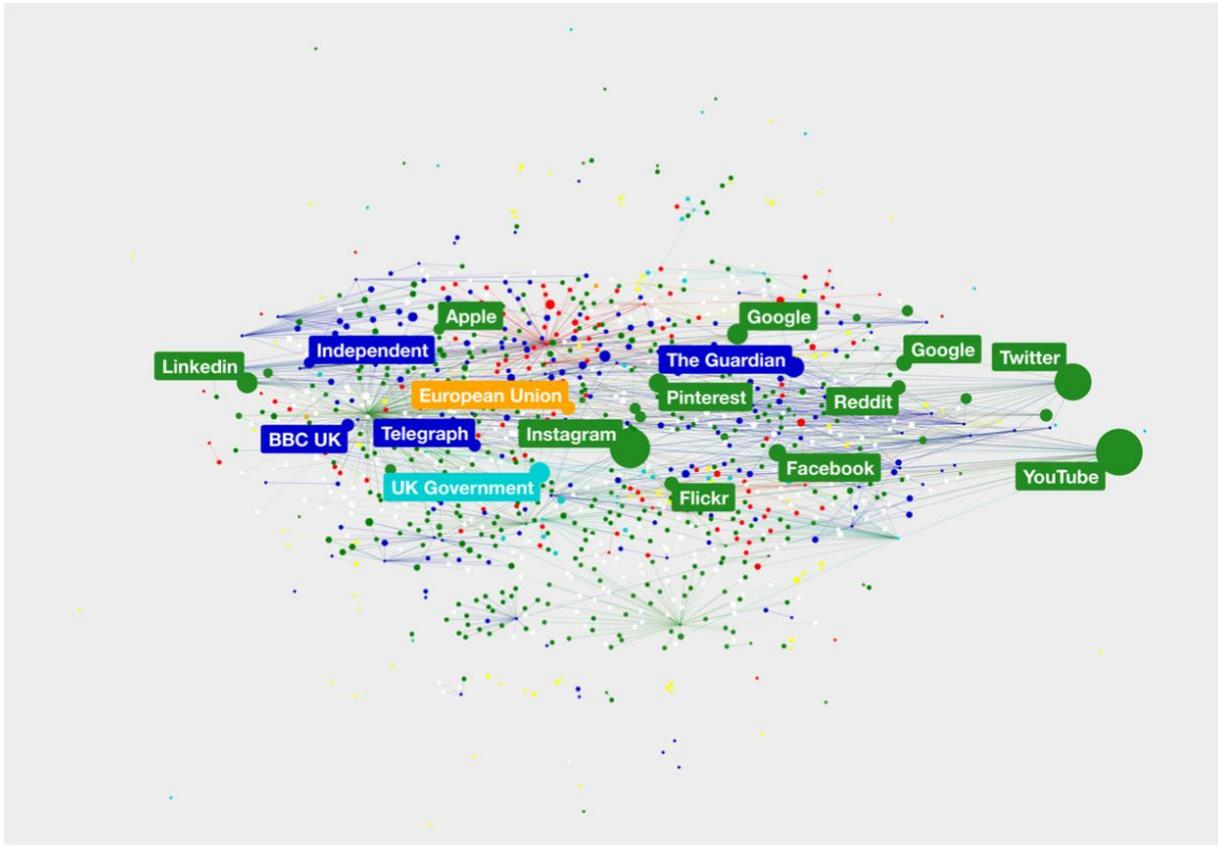 Apple
Google
Independent
The Guardian
Google
Twitter
Linkedin
European Union
Pinterest
Reddit
BBC UK
Telegraph
Instagram
Facebook
YouTube
UK Government
Flickr